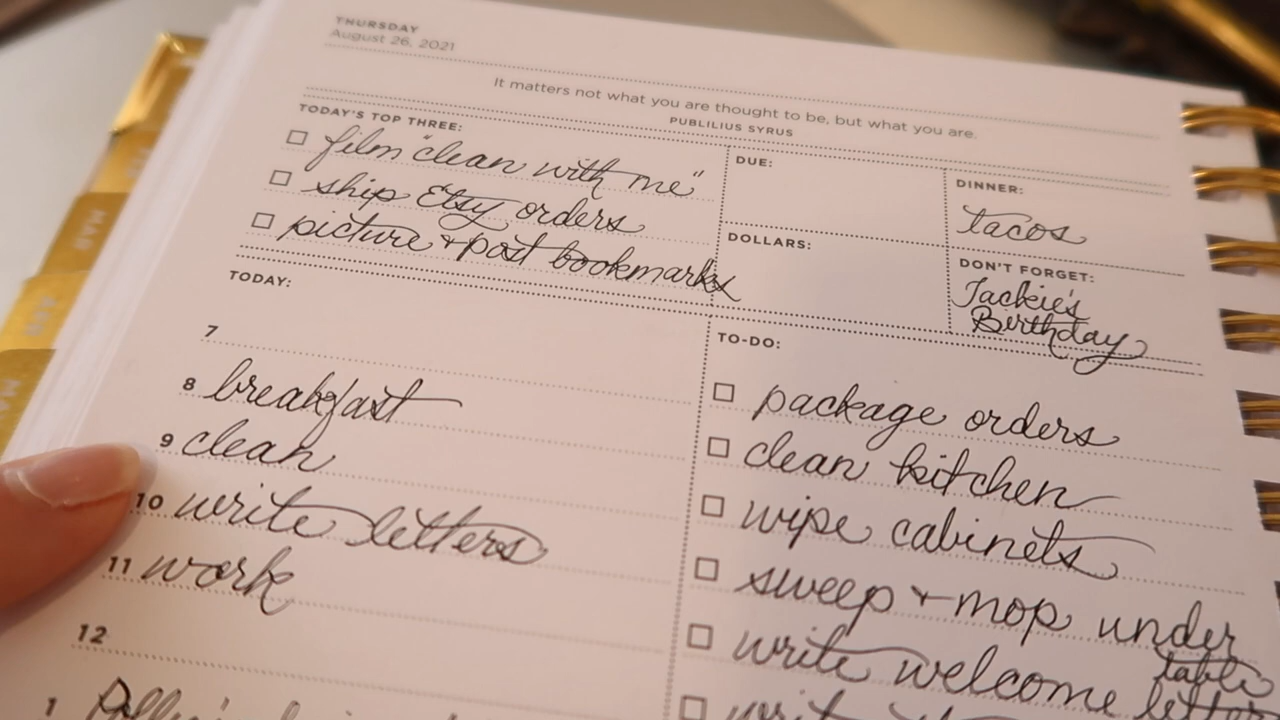 THURSDAY
August 26, 2021
It matters not what you are thought to be, but what you are.
PUBLILIUS SYRUS
TODAY'S TOP THREE:
film "clean with me"
ship Etsy orders
picture + post bookmarks
DUE:
DOLLARS:
DINNER:
tacos
DON'T FORGET:
Jackie's
Birthday
TODAY:
7
8 breakfast
9 clean
10 write letters
11 work
12
1
TO-DO:
package orders
clean kitchen
wipe cabinets
sweep + mop under
table
write welcome letter
MAR